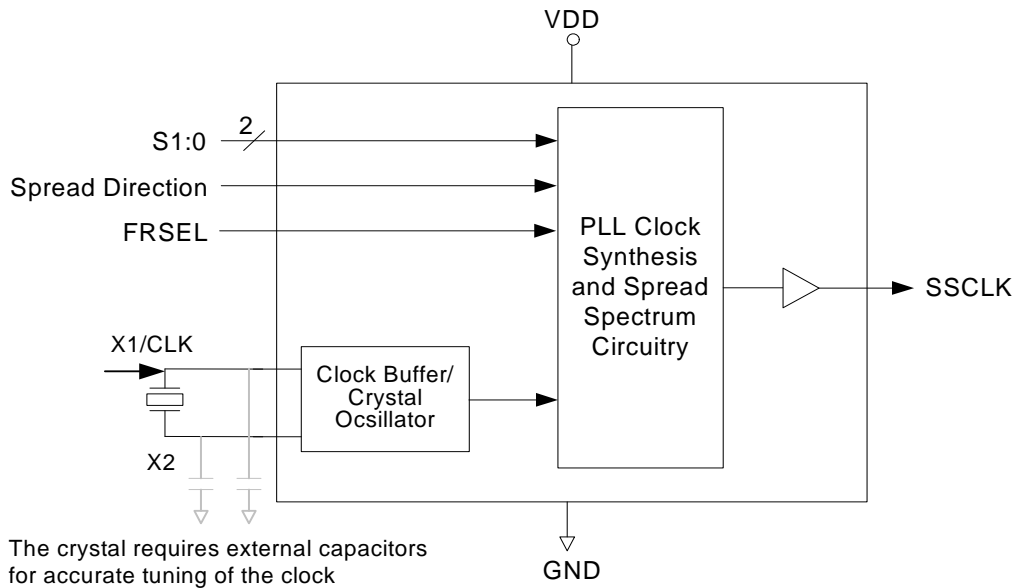 VDD
2
S1:0
Spread Direction
FRSEL
PLL Clock
Synthesis
and Spread
Spectrum
Circuitry
SSCLK
X1/CLK
Clock Buffer/
Crystal
Ocsillator
X2
The crystal requires external capacitors
for accurate tuning of the clock
GND